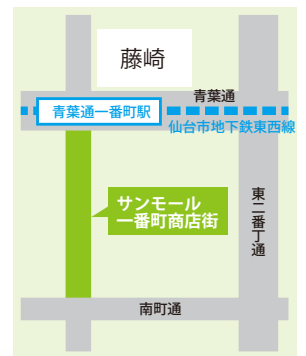 藤崎
青葉通
青葉通一番町駅
仙台市地下鉄東西線
サンモール
一番町商店街
東二番丁通
南町通